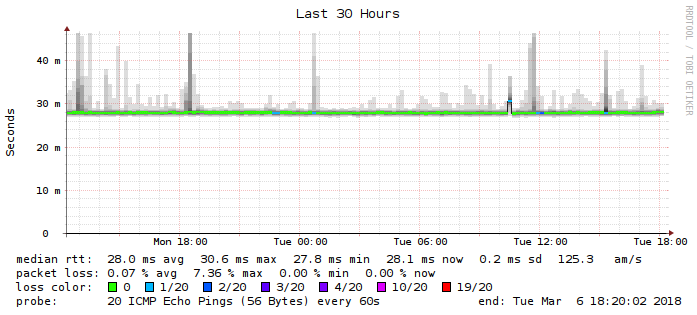 Last 30 Hours
RRDTOOL / TOBI OETIKER
Seconds
40 m
30 m
20 m
10 m
0
Mon 18:00 Tue 00:00 Tue 06:00 Tue 12:00 Tue 18:00
median rtt: 28.0 ms avg 30.6 ms max 27.8 ms min 28.1 ms now 0.2 ms sd 125.3 am/s
packet loss: 0.07 % avg 7.36 % max 0.00 % min 0.00 % now
loss color: 0 1/20 2/20 3/20 4/20 10/20 19/20
probe: 20 ICMP Echo Pings (56 Bytes) every 60s end: Tue Mar 6 18:20:02 2018